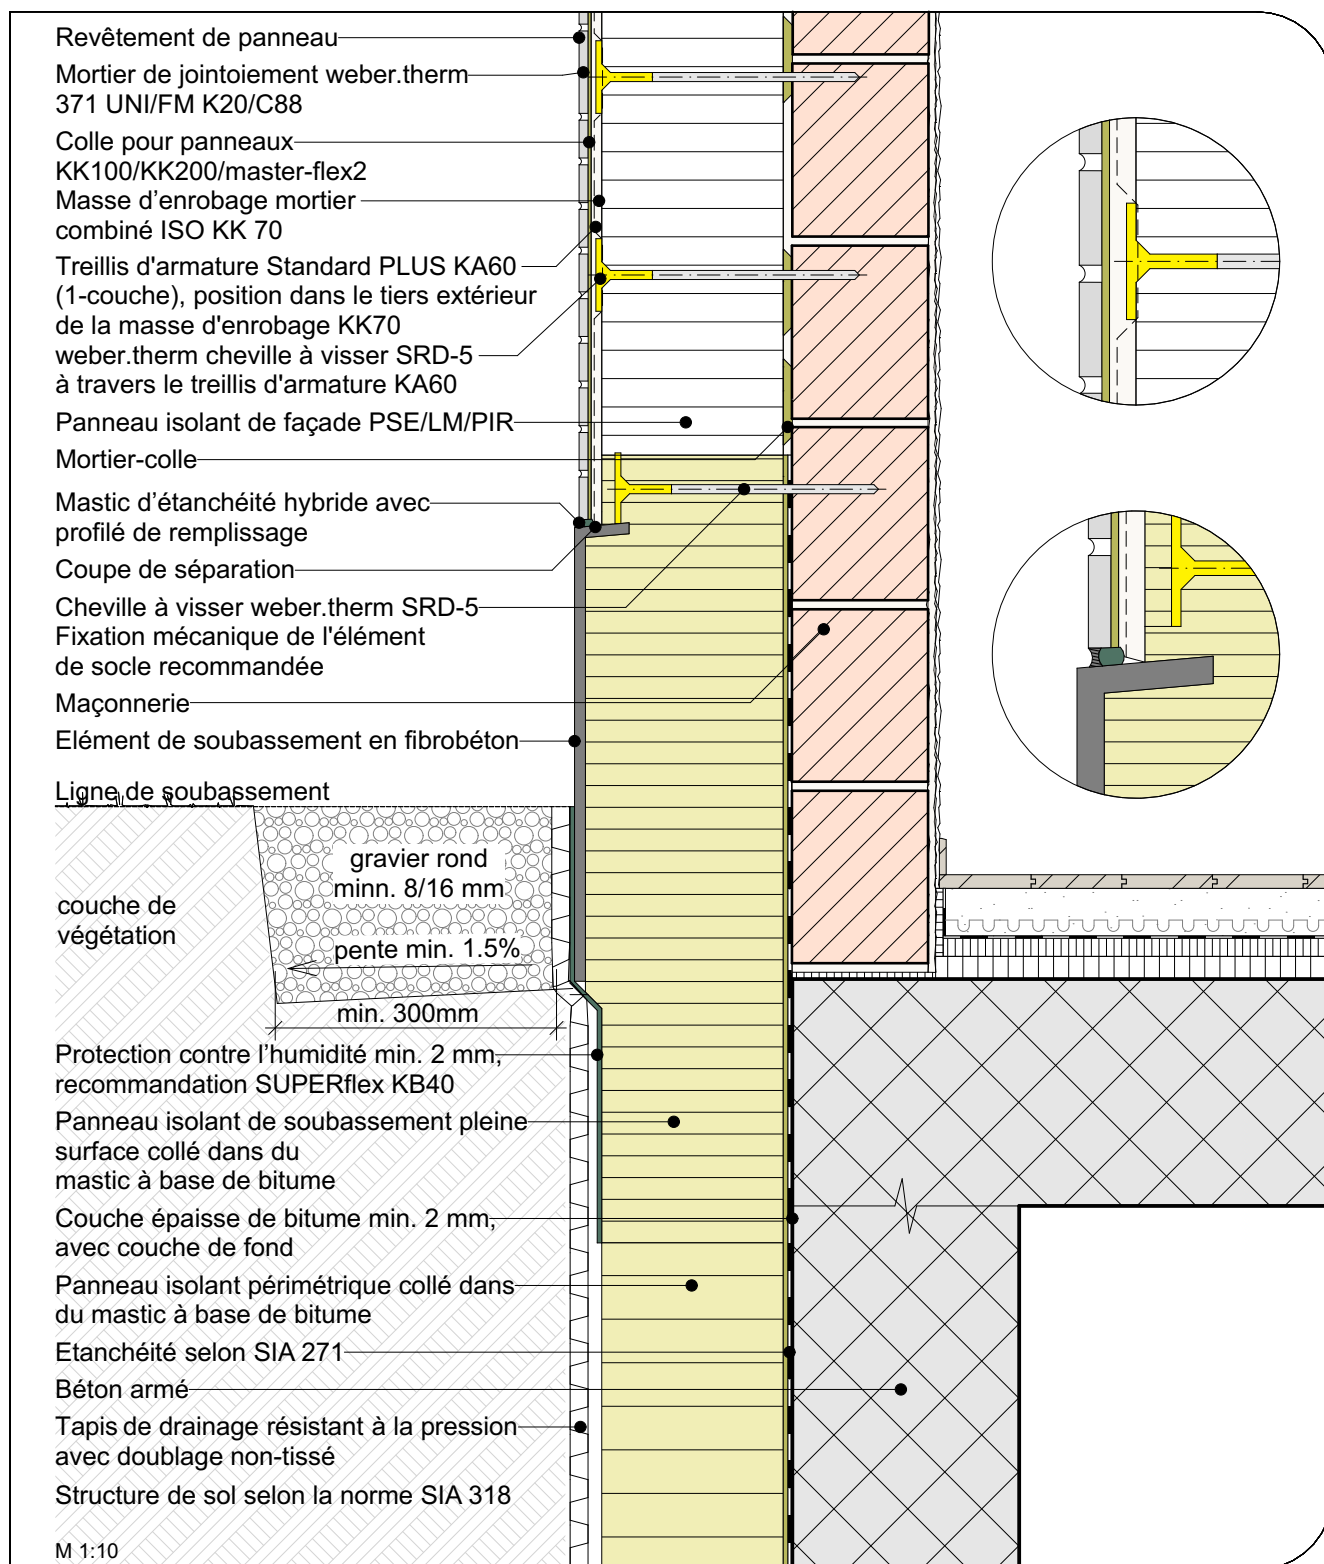 Revêtement de panneau
Mortier de jointoiement weber.therm
371 UNI/FM K20/C88
Colle pour panneaux
KK100/KK200/master-flex2
Masse d’enrobage mortier
combiné ISO KK 70
Treillis d'armature Standard PLUS KA60
(1-couche), position dans le tiers extérieur
de la masse d'enrobage KK70
weber.therm cheville à visser SRD-5
à travers le treillis d'armature KA60
Panneau isolant de façade PSE/LM/PIR
Mortier-colle
Mastic d’étanchéité hybride avec
profilé de remplissage
Coupe de séparation
Cheville à visser weber.therm SRD-5
Fixation mécanique de l'élément
de socle recommandée
Maçonnerie
Elément de soubassement en fibrobéton
Ligne de soubassement
gravier rond
minn. 8/16 mm
couche de
végétation
pente min. 1.5%
min. 300mm
Protection contre l’humidité min. 2 mm,
recommandation SUPERflex KB40
Panneau isolant de soubassement pleine
surface collé dans du
mastic à base de bitume
Couche épaisse de bitume min. 2 mm,
avec couche de fond
Panneau isolant périmétrique collé dans
du mastic à base de bitume
Etanchéité selon SIA 271
Béton armé
Tapis de drainage résistant à la pression
avec doublage non-tissé
Structure de sol selon la norme SIA 318
M 1:10